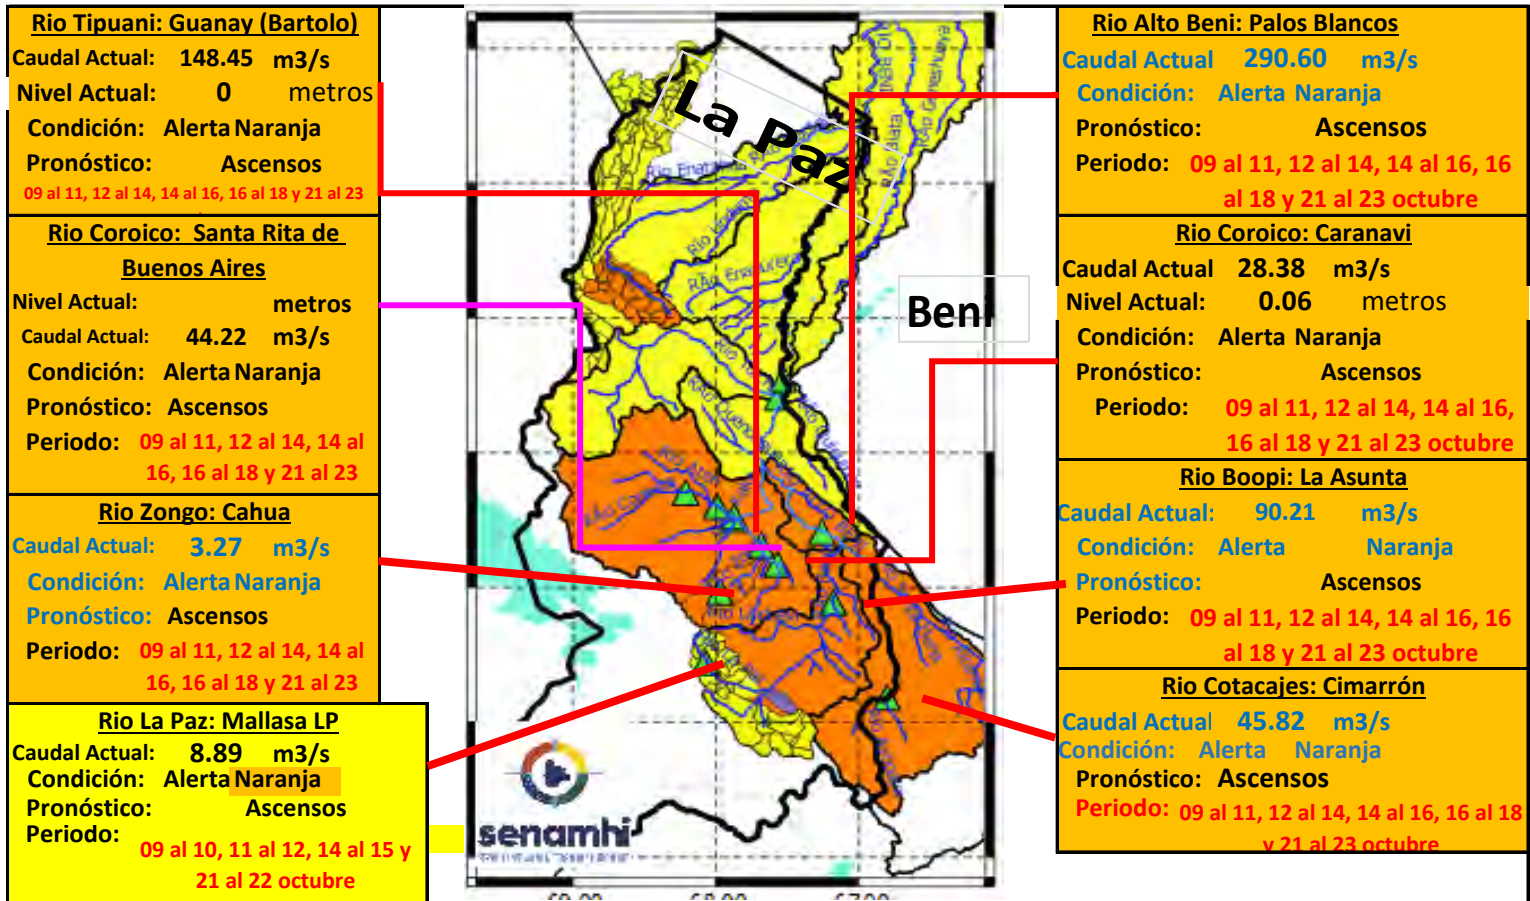 Rio Tipuani: Guanay (Bartolo)
Caudal Actual: 148.45 m3/s
Nivel Actual: 0 metros
Condición: Alerta Naranja
Pronóstico: Ascensos
09 al 11, 12 al 14, 14 al 16, 16 al 18 y 21 al 23
Rio Coroico: Santa Rita de
Buenos Aires
Nivel Actual: metros
Caudal Actual: 44.22 m3/s
Condición: Alerta Naranja
Pronóstico: Ascensos
Periodo: 09 al 11, 12 al 14, 14 al
16, 16 al 18 y 21 al 23
Rio Zongo: Cahua
Caudal Actual: 3.27 m3/s
Condición: Alerta Naranja
Pronóstico: Ascensos
Periodo: 09 al 11, 12 al 14, 14 al
16, 16 al 18 y 21 al 23
Rio La Paz: Mallasa LP
Caudal Actual: 8.89 m3/s
Condición: Alerta Naranja
Pronóstico: Ascensos
Periodo:
09 al 10, 11 al 12, 14 al 15 y
21 al 22 octubre
La Paz
Beni
senamhi
Rio Alto Beni: Palos Blancos
Caudal Actual 290.60 m3/s
Condición: Alerta Naranja
Pronóstico: Ascensos
Periodo: 09 al 11, 12 al 14, 14 al 16, 16
al 18 y 21 al 23 octubre
Rio Coroico: Caranavi
Caudal Actual 28.38 m3/s
Nivel Actual: 0.06 metros
Condición: Alerta Naranja
Pronóstico: Ascensos
Periodo: 09 al 11, 12 al 14, 14 al 16,
16 al 18 y 21 al 23 octubre
Rio Boopi: La Asunta
Caudal Actual: 90.21 m3/s
Condición: Alerta Naranja
Pronóstico: Ascensos
Periodo: 09 al 11, 12 al 14, 14 al 16, 16
al 18 y 21 al 23 octubre
Rio Cotacajes: Cimarrón
Caudal Actual 45.82 m3/s
Condición: Alerta Naranja
Pronóstico: Ascensos
Periodo: 09 al 11, 12 al 14, 14 al 16, 16 al 18
y 21 al 23 octubre